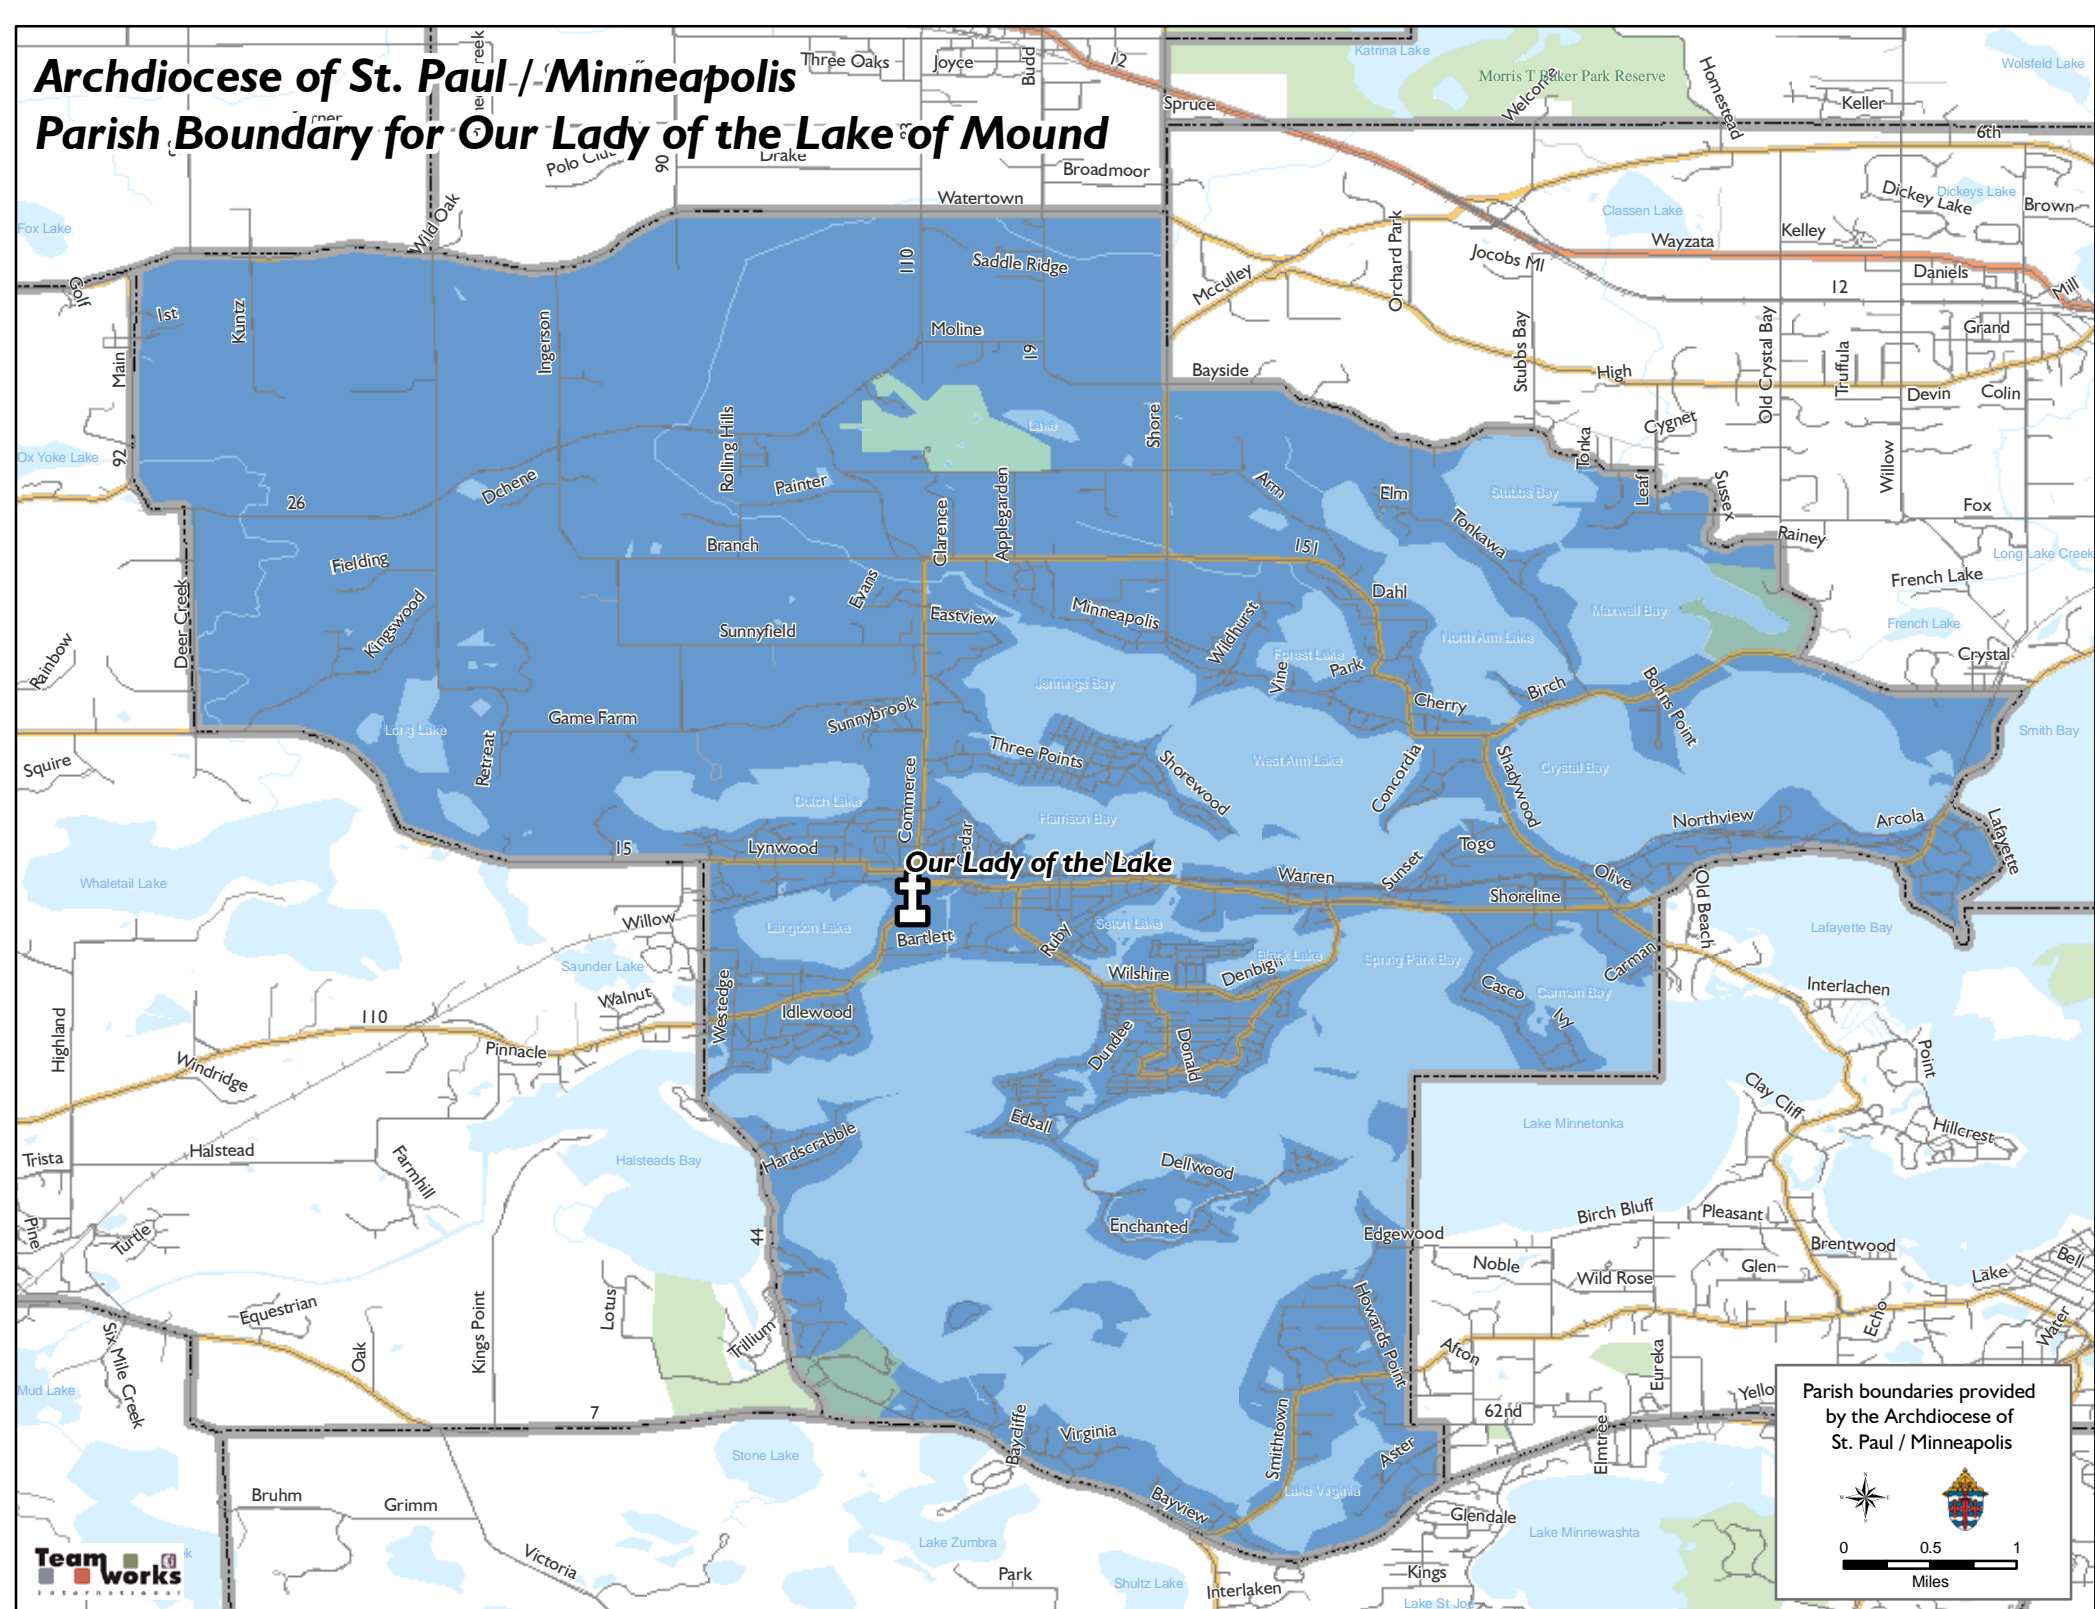 Archdiocese of St. Paul / Minneapolis
Parish Boundary for Our Lady of the Lake of Mound
Three Oaks
Joyce
Budd
12
Spruce
Katrina Lake
Morris T Baker Park Reserve
Welcome
Homestead
Keller
Wolsfeld Lake
6th
Polo Club
90
Drake
Broadmoor
Watertown
Fox Lake
Wild Oak
Golf
Classen Lake
Dickey Lake
Dickeys Lake
Brown
Orchard Park
Jocobs Ml
Wayzata
Kelley
Daniels
12
Mill
110
Saddle Ridge
Mcculley
1st
Kuntz
Ingerson
Moline
19
Main
Bayside
Stubbs Bay
High
Old Crystal Bay
Truffula
Grand
Devin
Colin
Lake
Shore
Rolling Hills
Cygnet
Tonka
Willow
Ox Yoke Lake
92
26
Dchene
Painter
Applegarden
Clarence
Arm
Elm
Stubbs Bay
Leaf
Sussex
Fox
Tonkawa
Rainey
Long Lake Creek
Branch
151
Fielding
Evans
French Lake
Dahl
Kingswood
Deer Creek
Eastview
Minneapolis
Wildhurst
Maxwell Bay
French Lake
Sunnyfield
North Arm Lake
Forest Lake
Rainbow
Vine
Park
Crystal
Jennings Bay
Birch
Bohns Point
Cherry
Game Farm
Sunnybrook
Long Lake
Smith Bay
Squire
Retreat
Three Points
Shorewood
West Arm Lake
Concordia
Shadywood
Crystal Bay
Commerce
Dutch Lake
Harrison Bay
Northview
Arcola
Lafayette
15
Lynwood
Our Lady of the Lake
Togo
Whaletail Lake
Warren
Sunset
Olive
Shoreline
Old Beach
Willow
Langdon Lake
Bartlett
Ruby
Seton Lake
Lafayette Bay
Saunder Lake
Black Lake
Spring Park Bay
Carman
Wilshire
Denbigh
Casco
Carman Bay
Interlachen
Walnut
Westedge
Idlewood
Ivy
Highland
110
Pinnacle
Dundee
Donald
Point
Windridge
Clay Cliff
Edsall
Lake Minnetonka
Hillcrest
Hardscrabble
Halstead
Trista
Farmhill
Halsteads Bay
Dellwood
Pine
Turtle
Enchanted
Birch Bluff
Pleasant
44
Edgewood
Brentwood
Bell
Noble
Wild Rose
Glen
Lake
Equestrian
Kings Point
Lotus
Howards Point
Echo
Water
Six Mile Creek
Oak
Trillium
Afton
Eureka
Mud Lake
Yello
7
62nd
Baycliffe
Virginia
Smithtown
Aster
Elmtree
Stone Lake
Lake Virginia
Bruhm
Grimm
Bayview
Glendale
Lake Minnewashta
Victoria
Lake Zumbra
Park
Shultz Lake
Interlaken
Kings
Lake St Joe
Parish boundaries provided
by the Archdiocese of
St. Paul / Minneapolis
0 0.5 1
Miles
Team
works
international